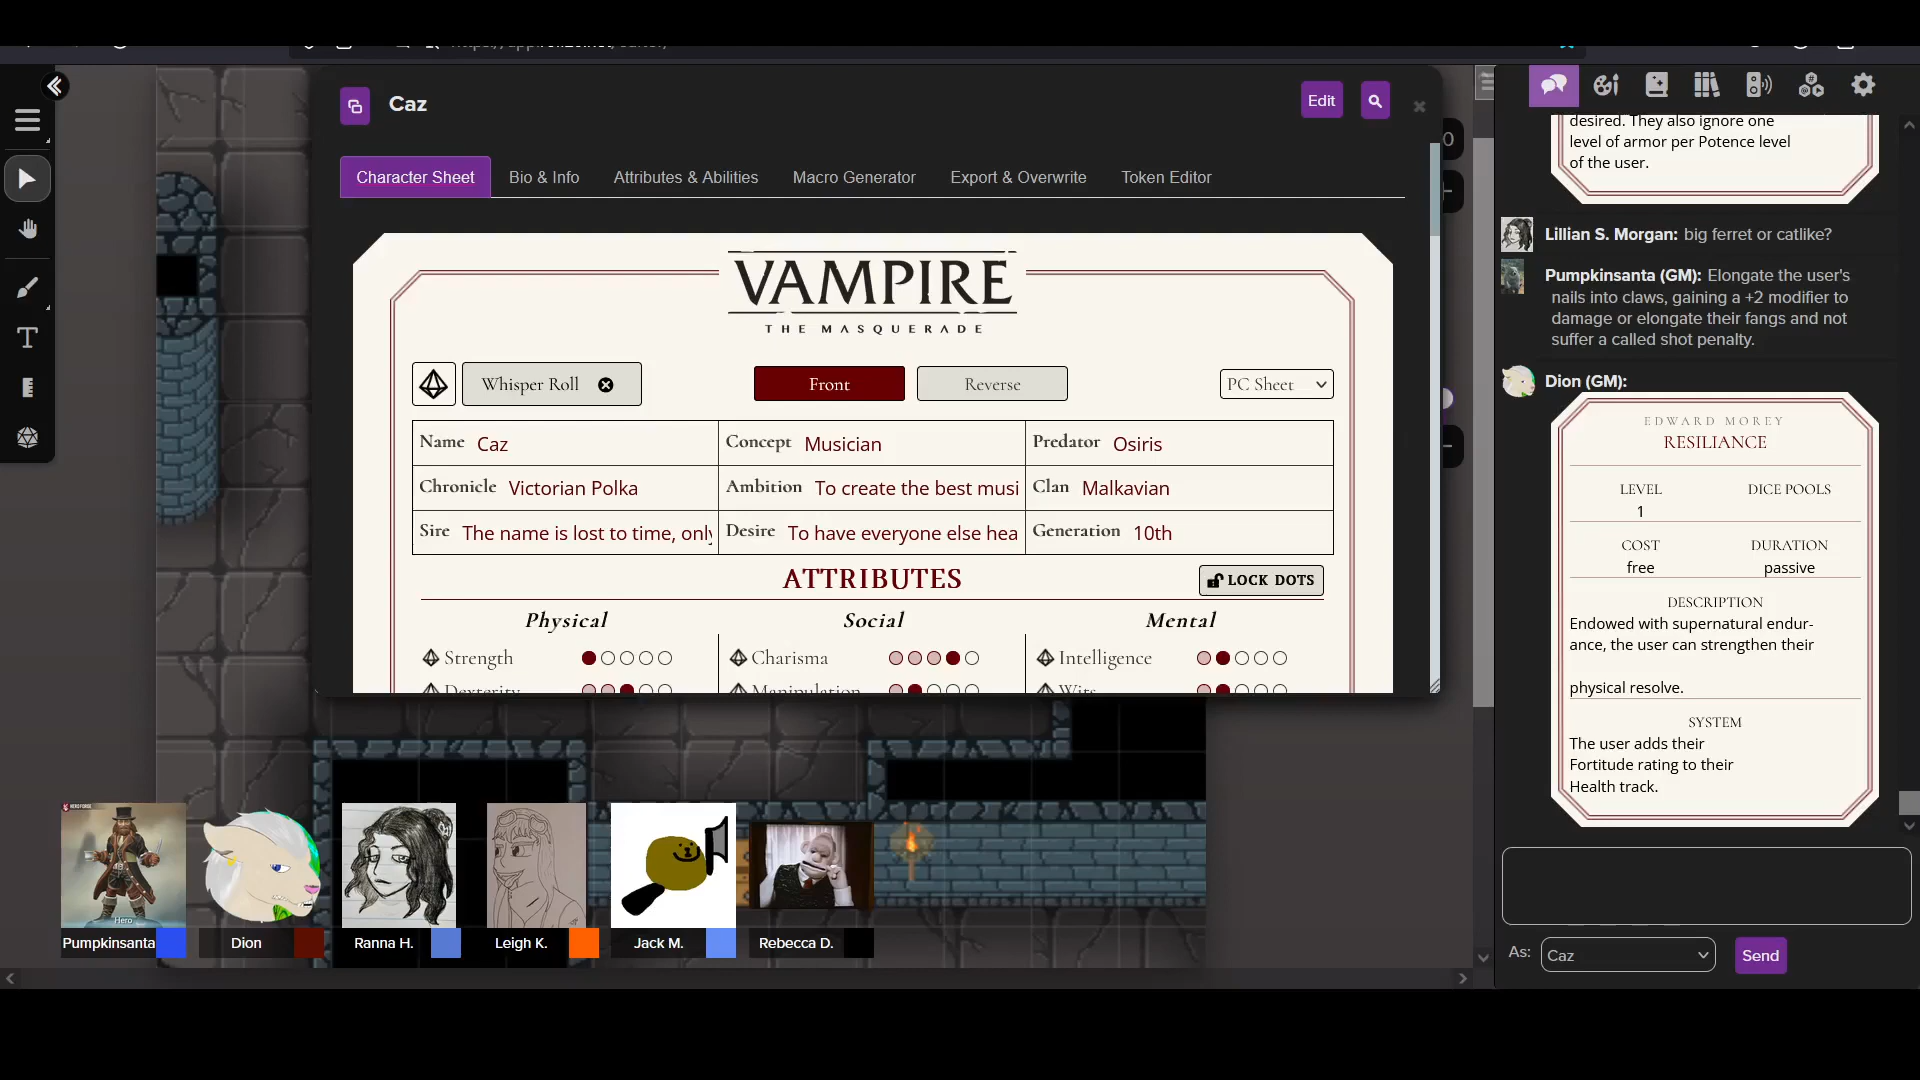 Caz
Edit
Character Sheet
Bio & Info
Attributes & Abilities
Macro Generator
Export & Overwrite
Token Editor
VAMPIRE
THE MASQUERADE
Whisper Roll
Front
Reverse
PC Sheet
Name Caz
Concept Musician
Predator Osiris
Chronicle Victorian Polka
Ambition To create the best musi
Clan Malkavian
Sire The name is lost to time, only
Desire To have everyone else hea
Generation 10th
ATTRIBUTES
LOCK DOTS
Physical
Social
Mental
Strength
Charisma
Intelligence
Dexterity
Manipulation
Wits
Hero
Pumpkinsanta
Dion
Ranna H.
Leigh K.
Jack M.
Rebecca D.
desired. They also ignore one
level of armor per Potence level
of the user.
Lillian S. Morgan: big ferret or catlike?
Pumpkinsanta (GM): Elongate the user's
nails into claws, gaining a +2 modifier to
damage or elongate their fangs and not
suffer a called shot penalty.
Dion (GM):
EDWARD MOREY
RESILIANCE
LEVEL
DICE POOLS
1
COST
DURATION
free
passive
DESCRIPTION
Endowed with supernatural endur-
ance, the user can strengthen their
physical resolve.
SYSTEM
The user adds their
Fortitude rating to their
Health track.
As:
Caz
Send